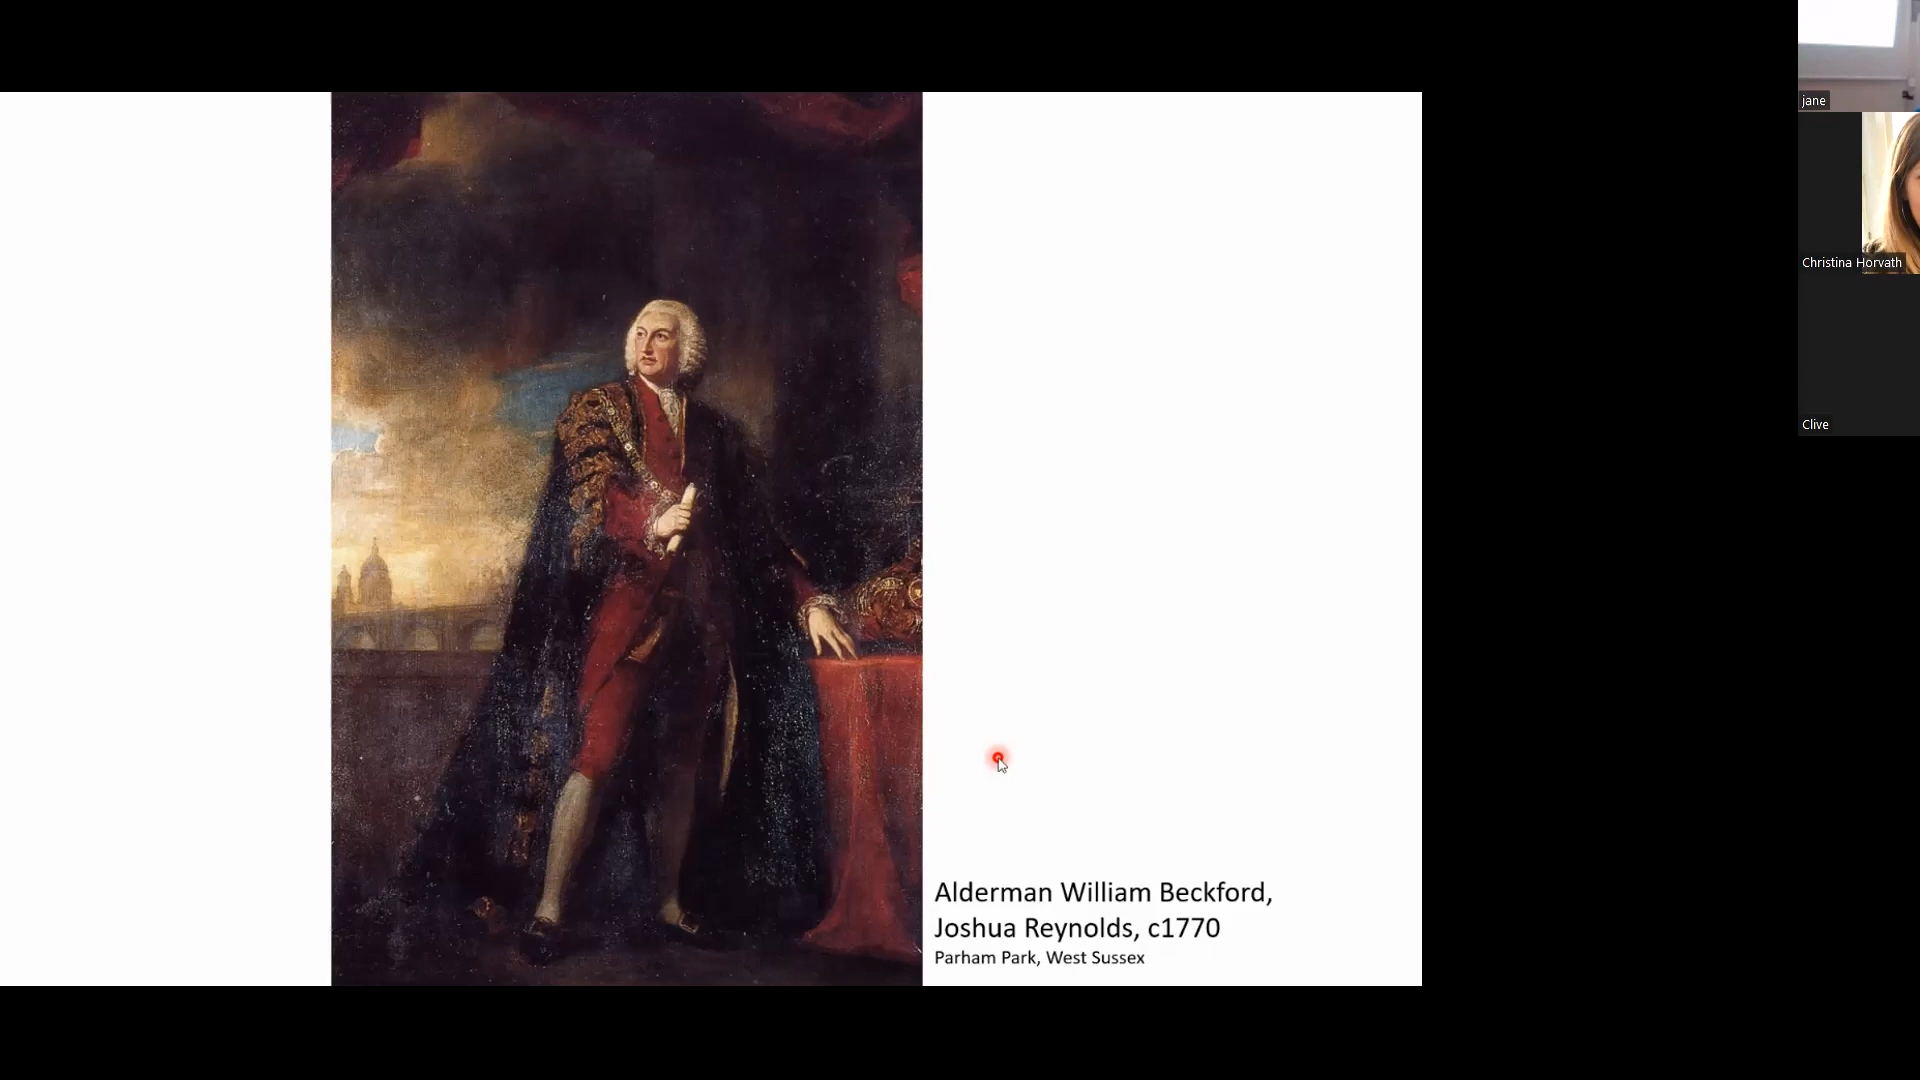 Alderman William Beckford,
Joshua Reynolds, c1770
Parham Park, West Sussex
jane
Christina Horvath
Clive